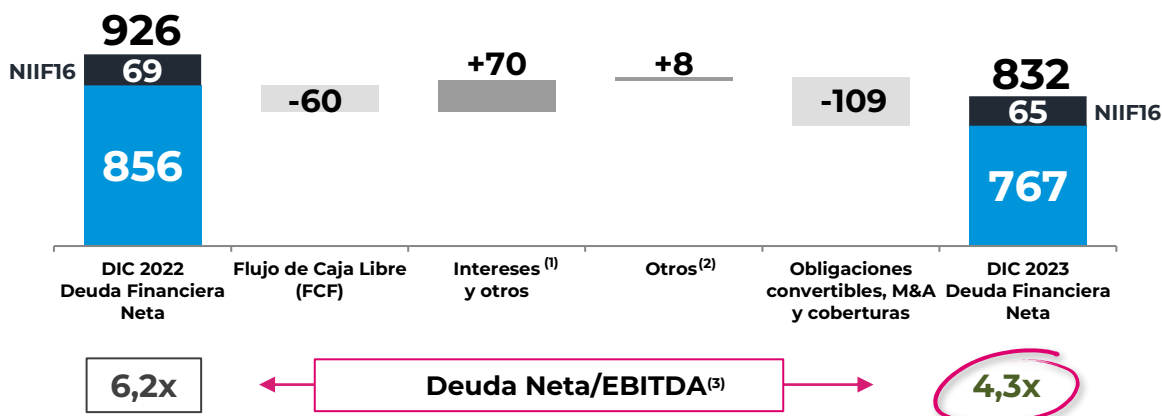 926
NIIF16
69
856
-60
+70
+8
-109
832
65
NIIF16
767
DIC 2022
Deuda Financiera
Neta
Flujo de Caja Libre
(FCF)
Intereses (1)
y otros
Otros(2)
Obligaciones
convertibles, M&A
y coberturas
DIC 2023
Deuda Financiera
Neta
6,2x
Deuda Neta/EBITDA(3)
4,3x